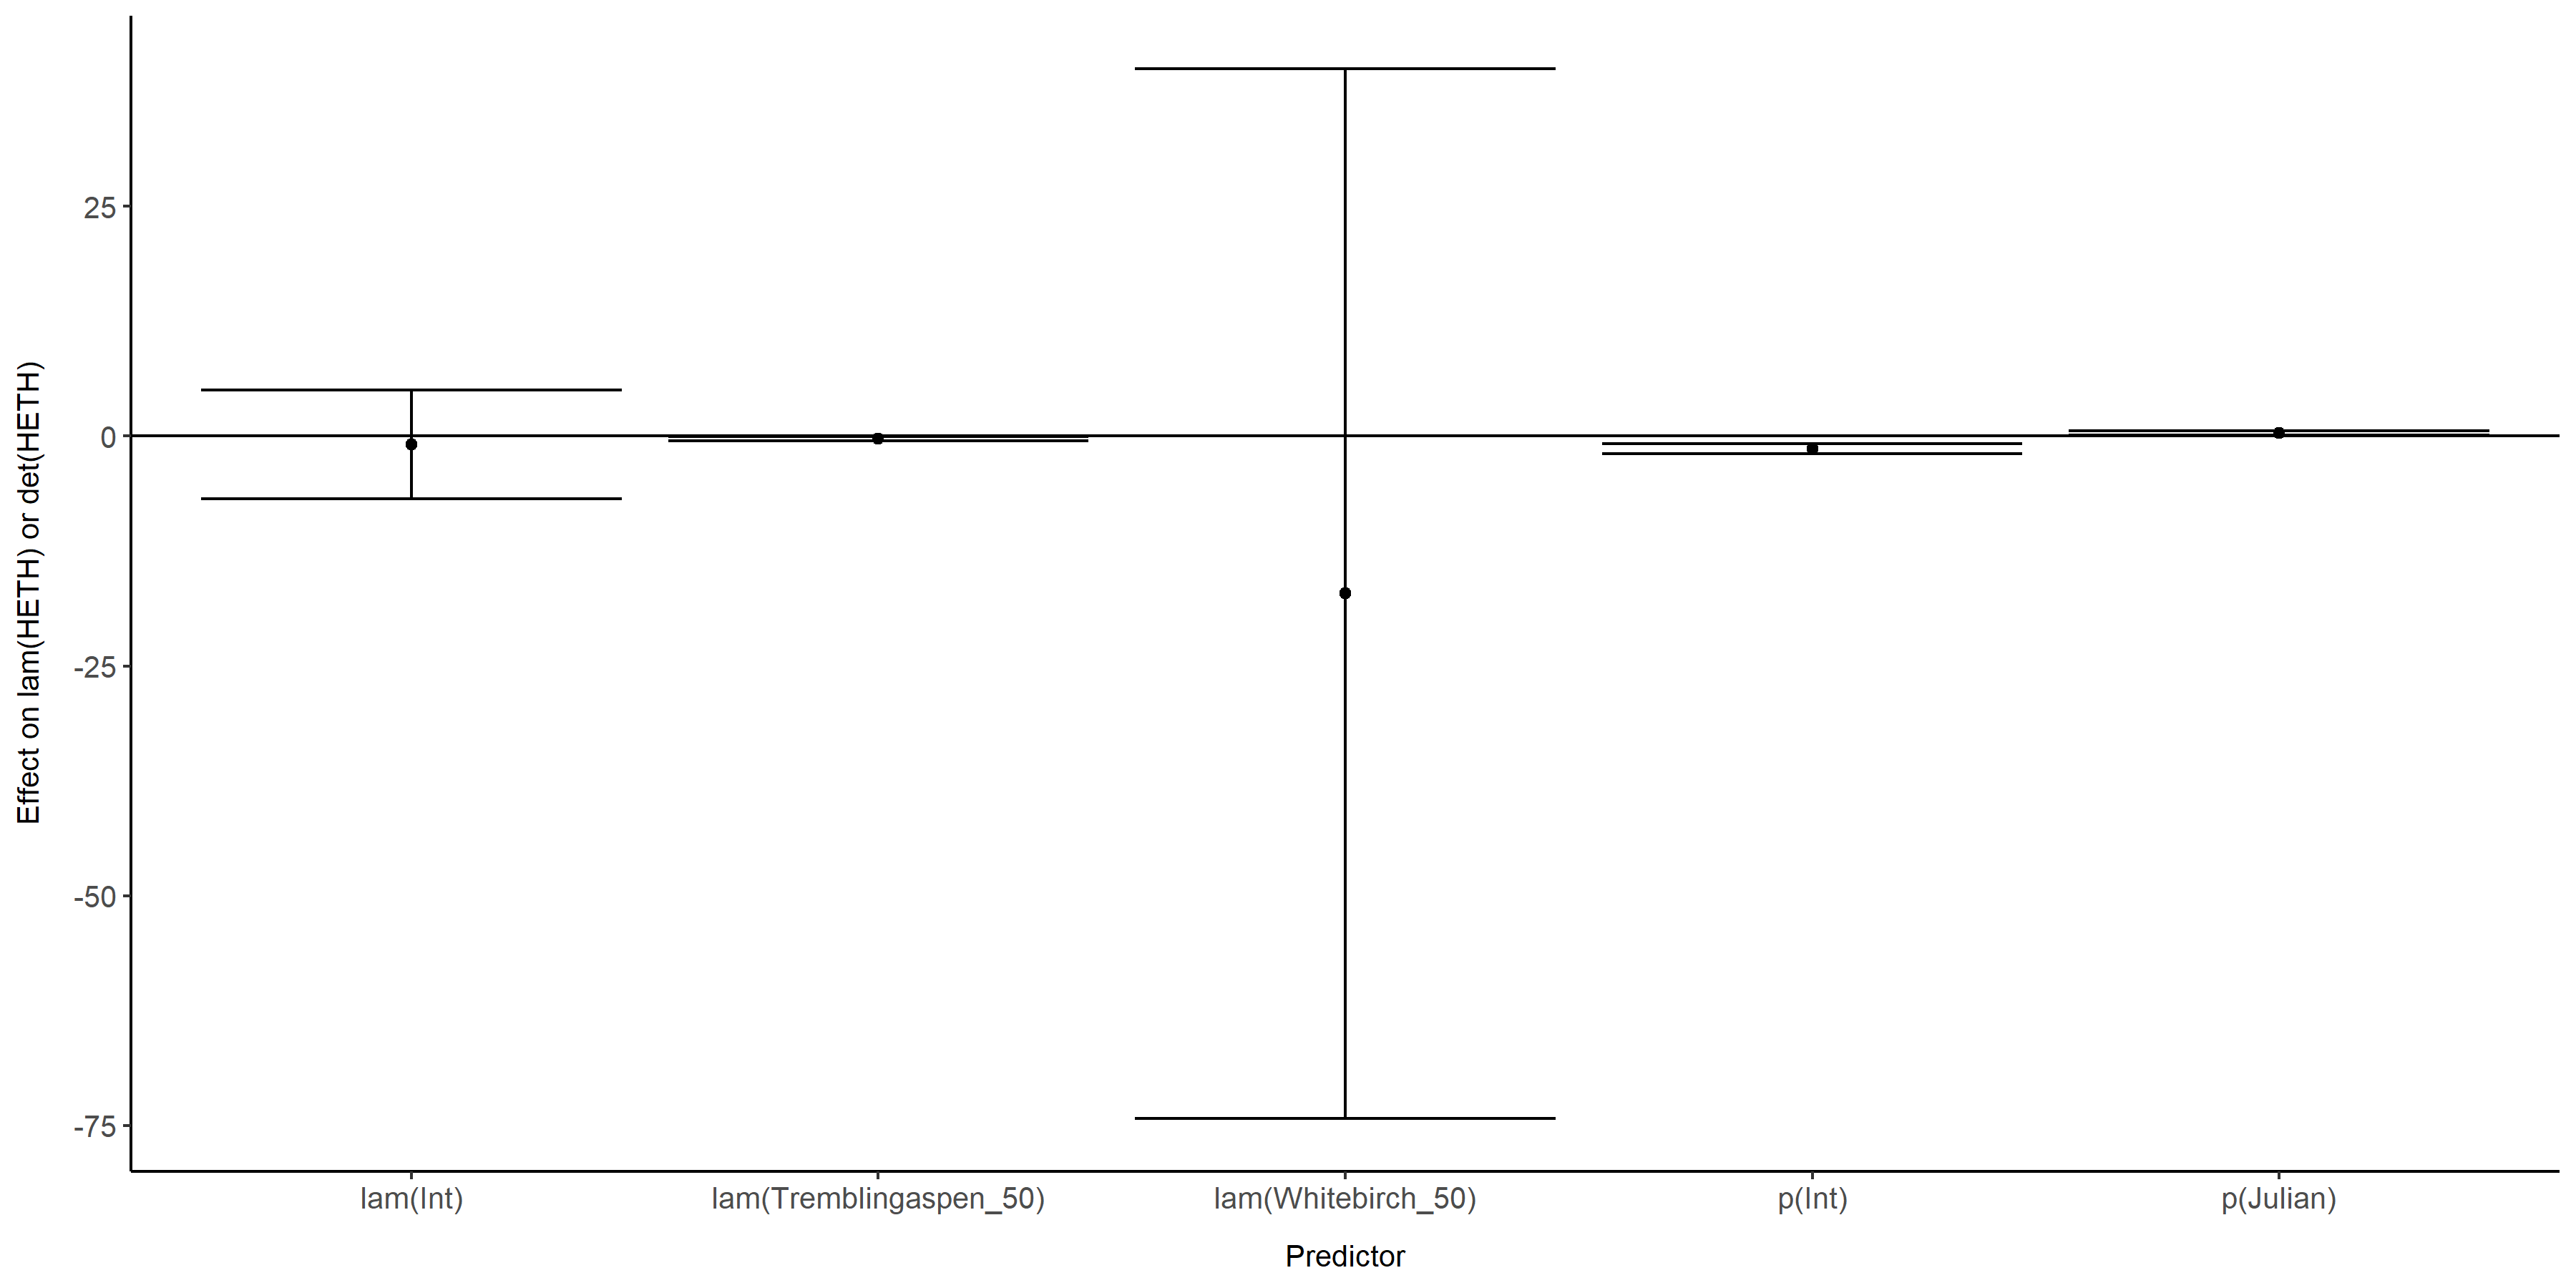 Effect on lam(HETH) or det(HETH)
25
0
-25
-50
-75
lam(Int)
lam(Tremblingaspen_50)
lam(Whitebirch_50)
p(Int)
p(Julian)
Predictor